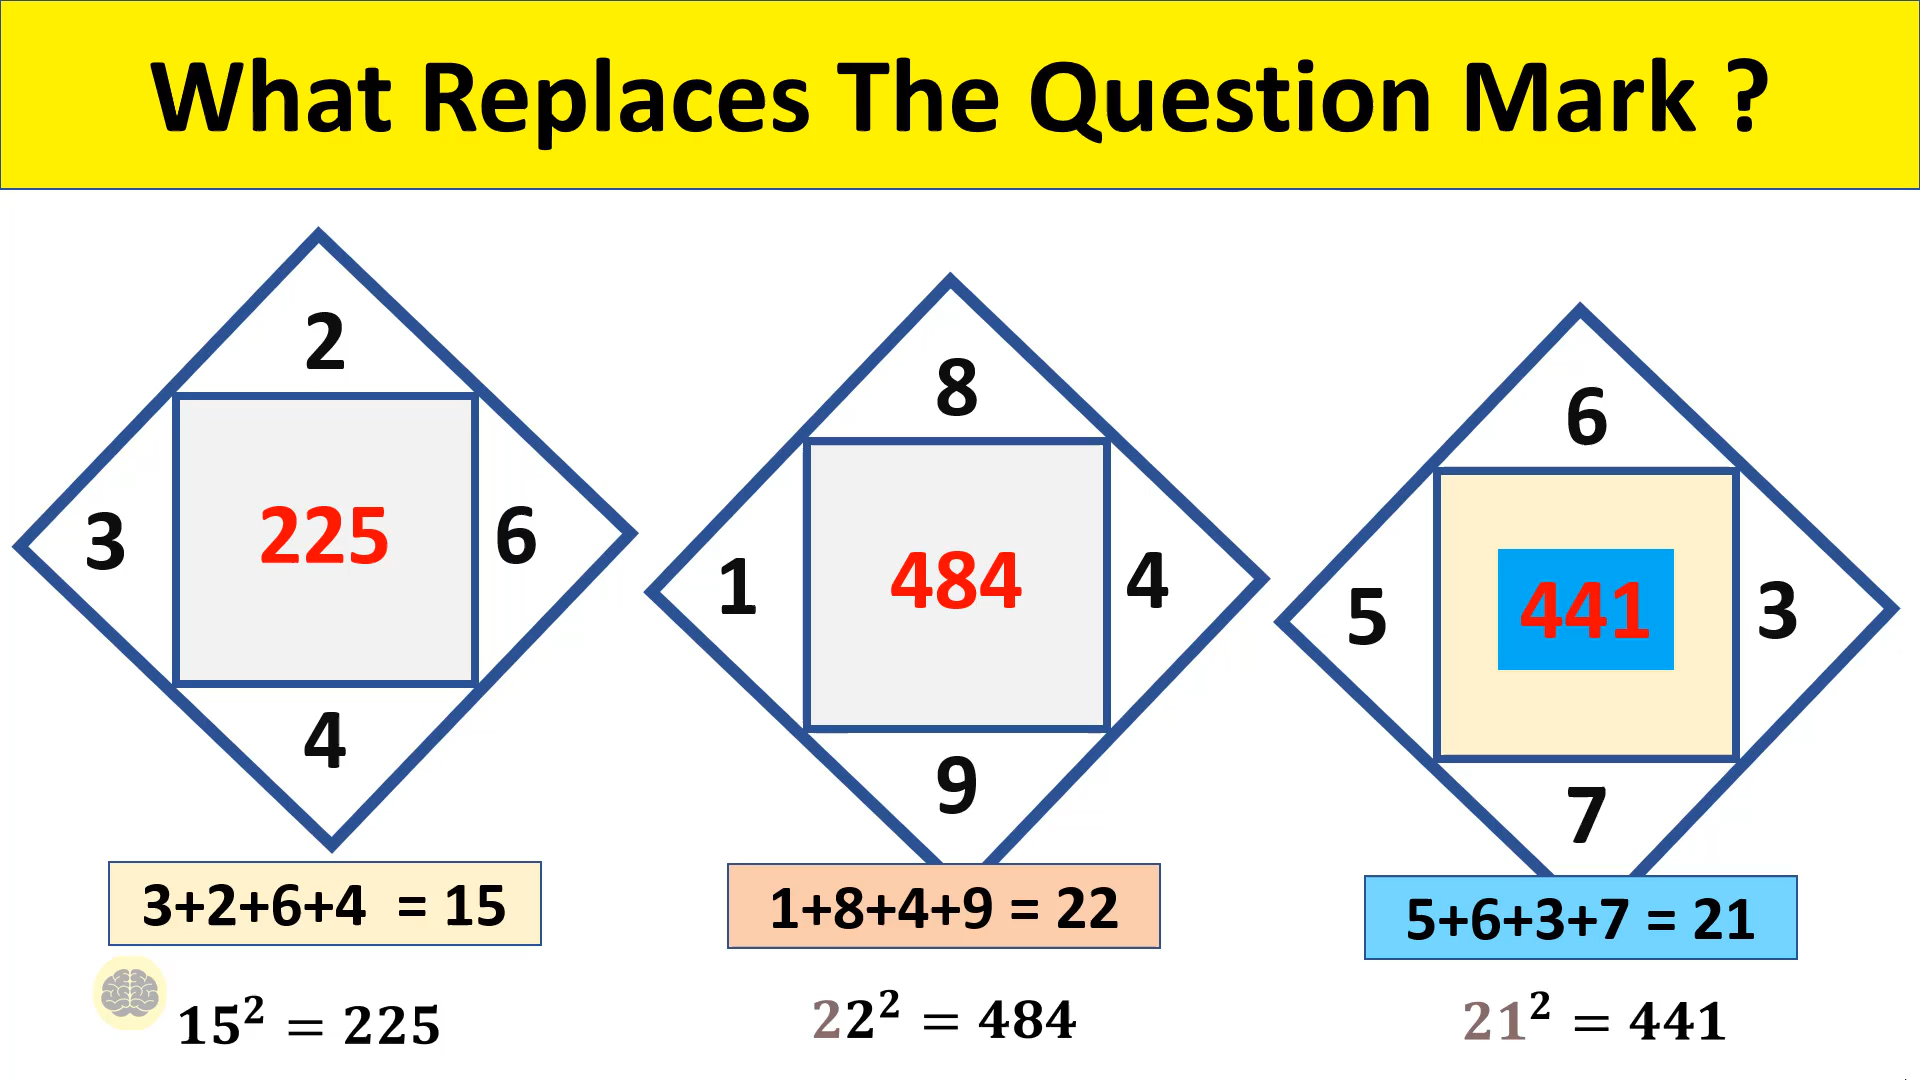 What Replaces The Question Mark ?
2
3
225
6
4
3+2+6+4 = 15
15² = 225
8
1
484
4
9
1+8+4+9 = 22
22² = 484
6
5
441
3
7
5+6+3+7 = 21
21² = 441